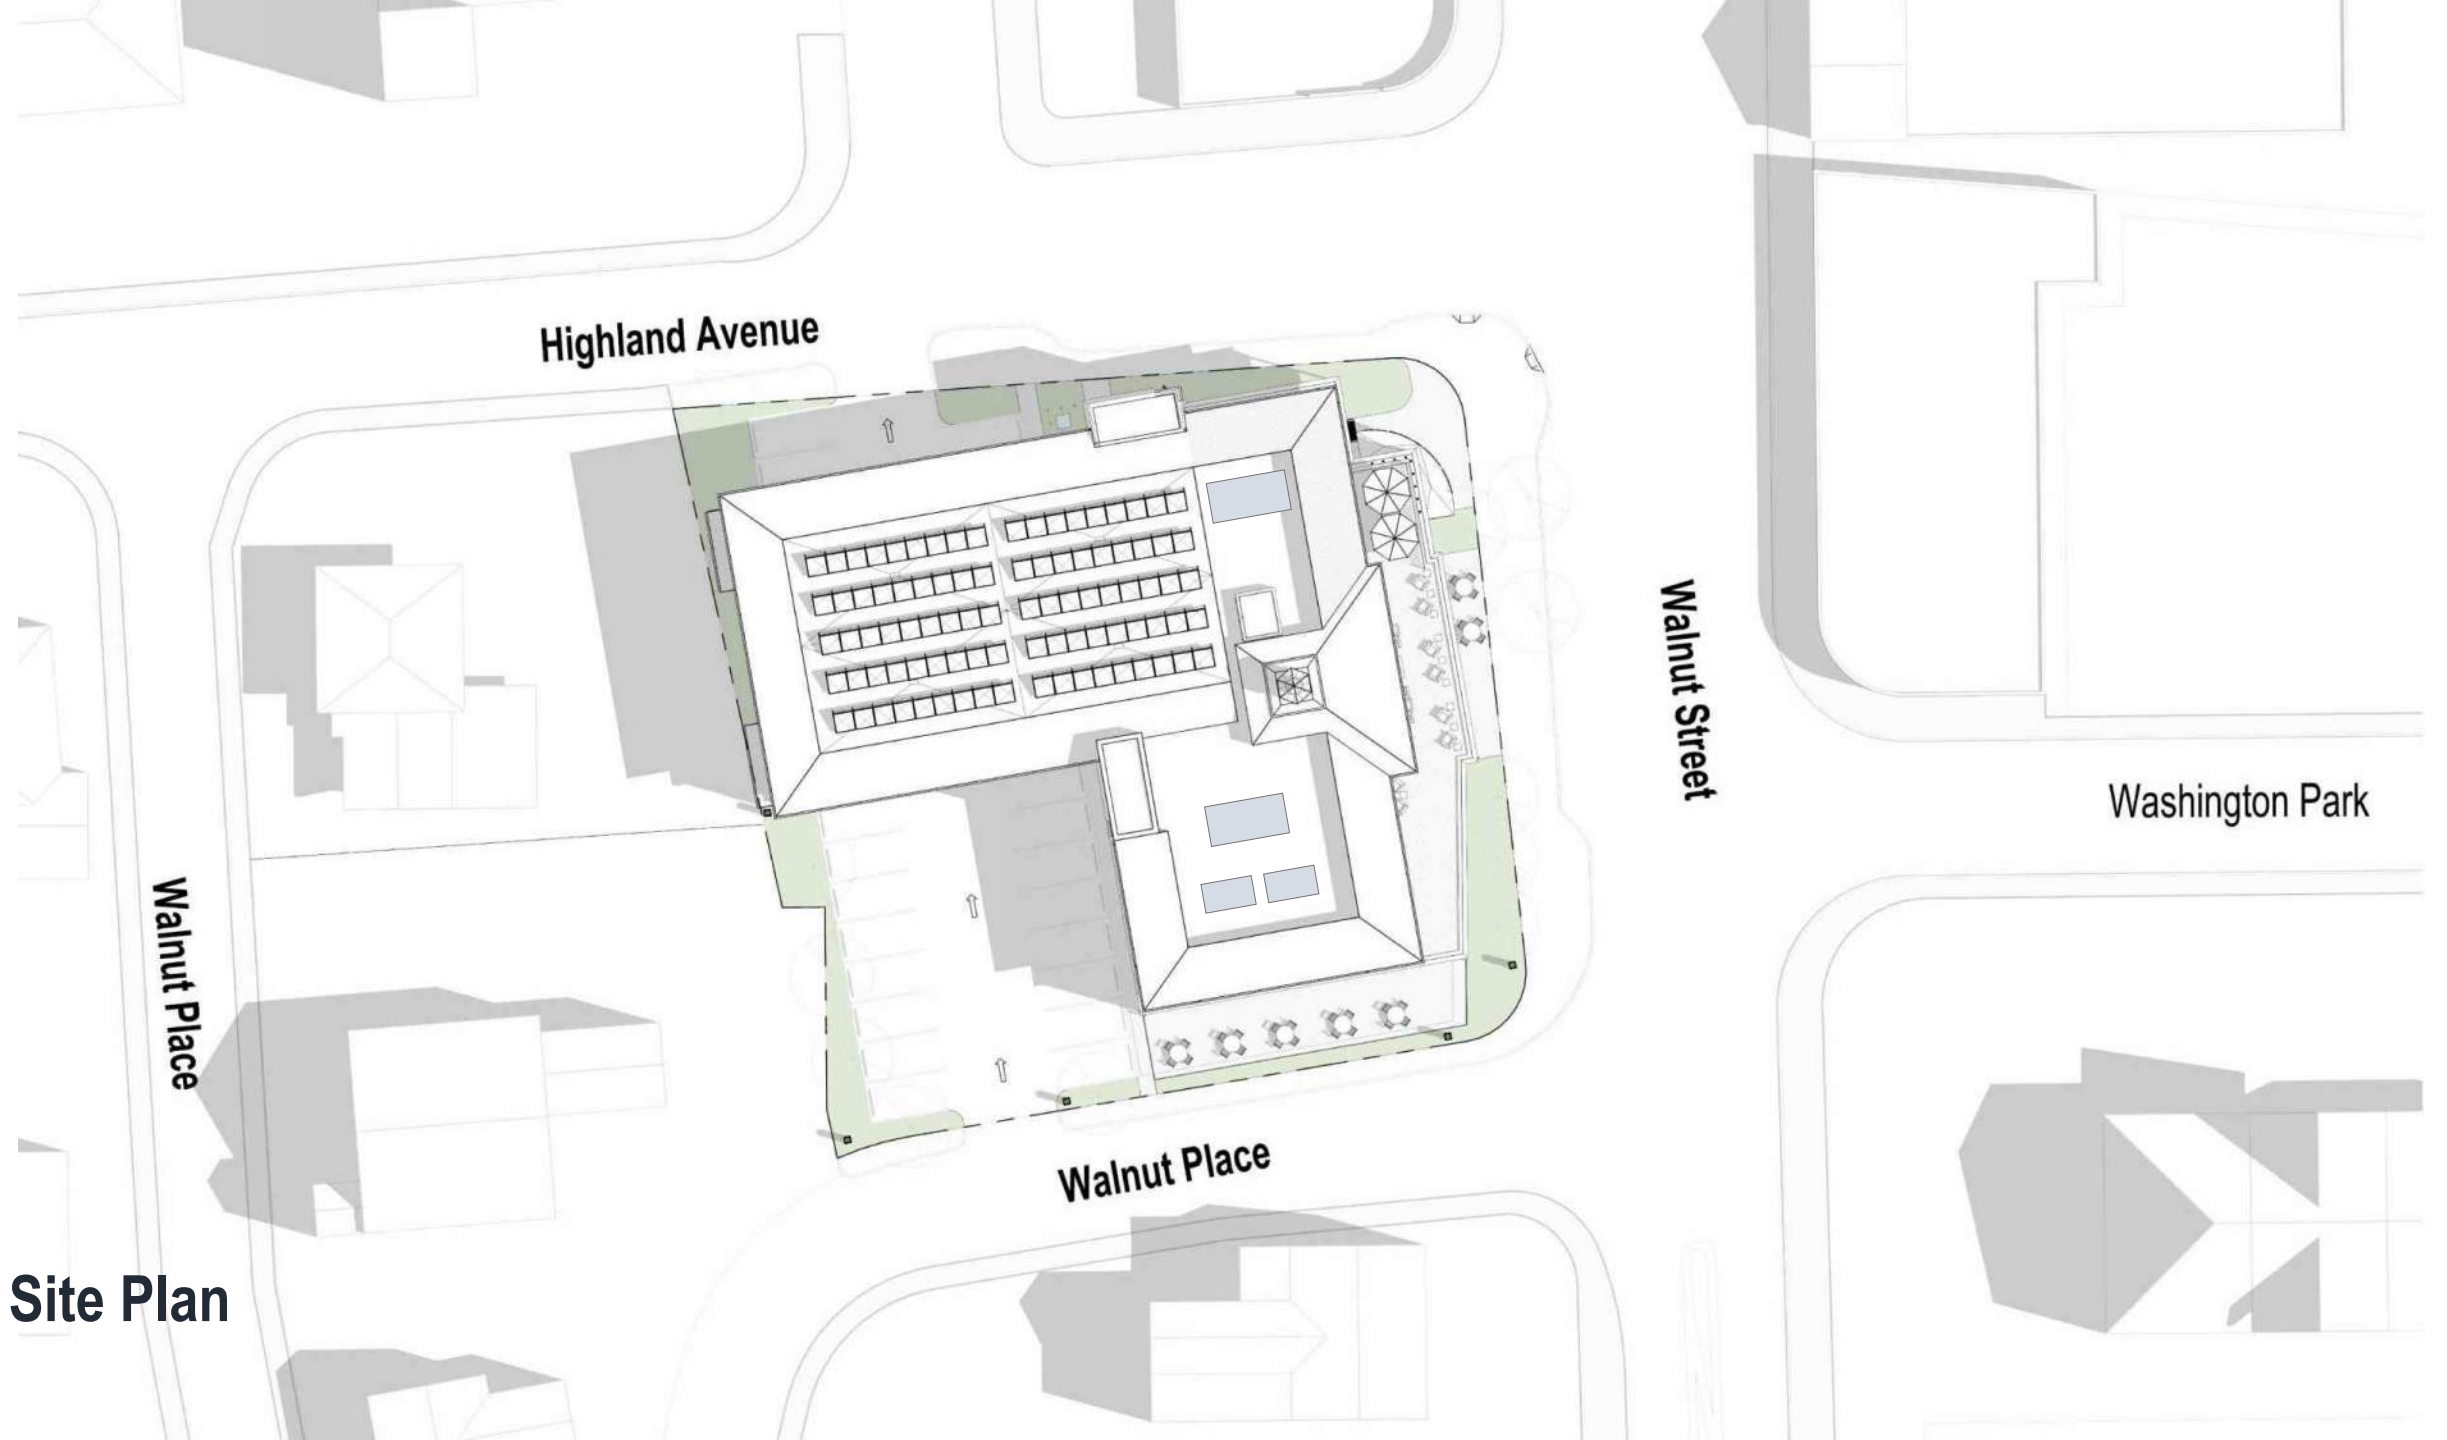 Highland Avenue
Walnut Street
Washington Park
Walnut Place
Walnut Place
Site Plan